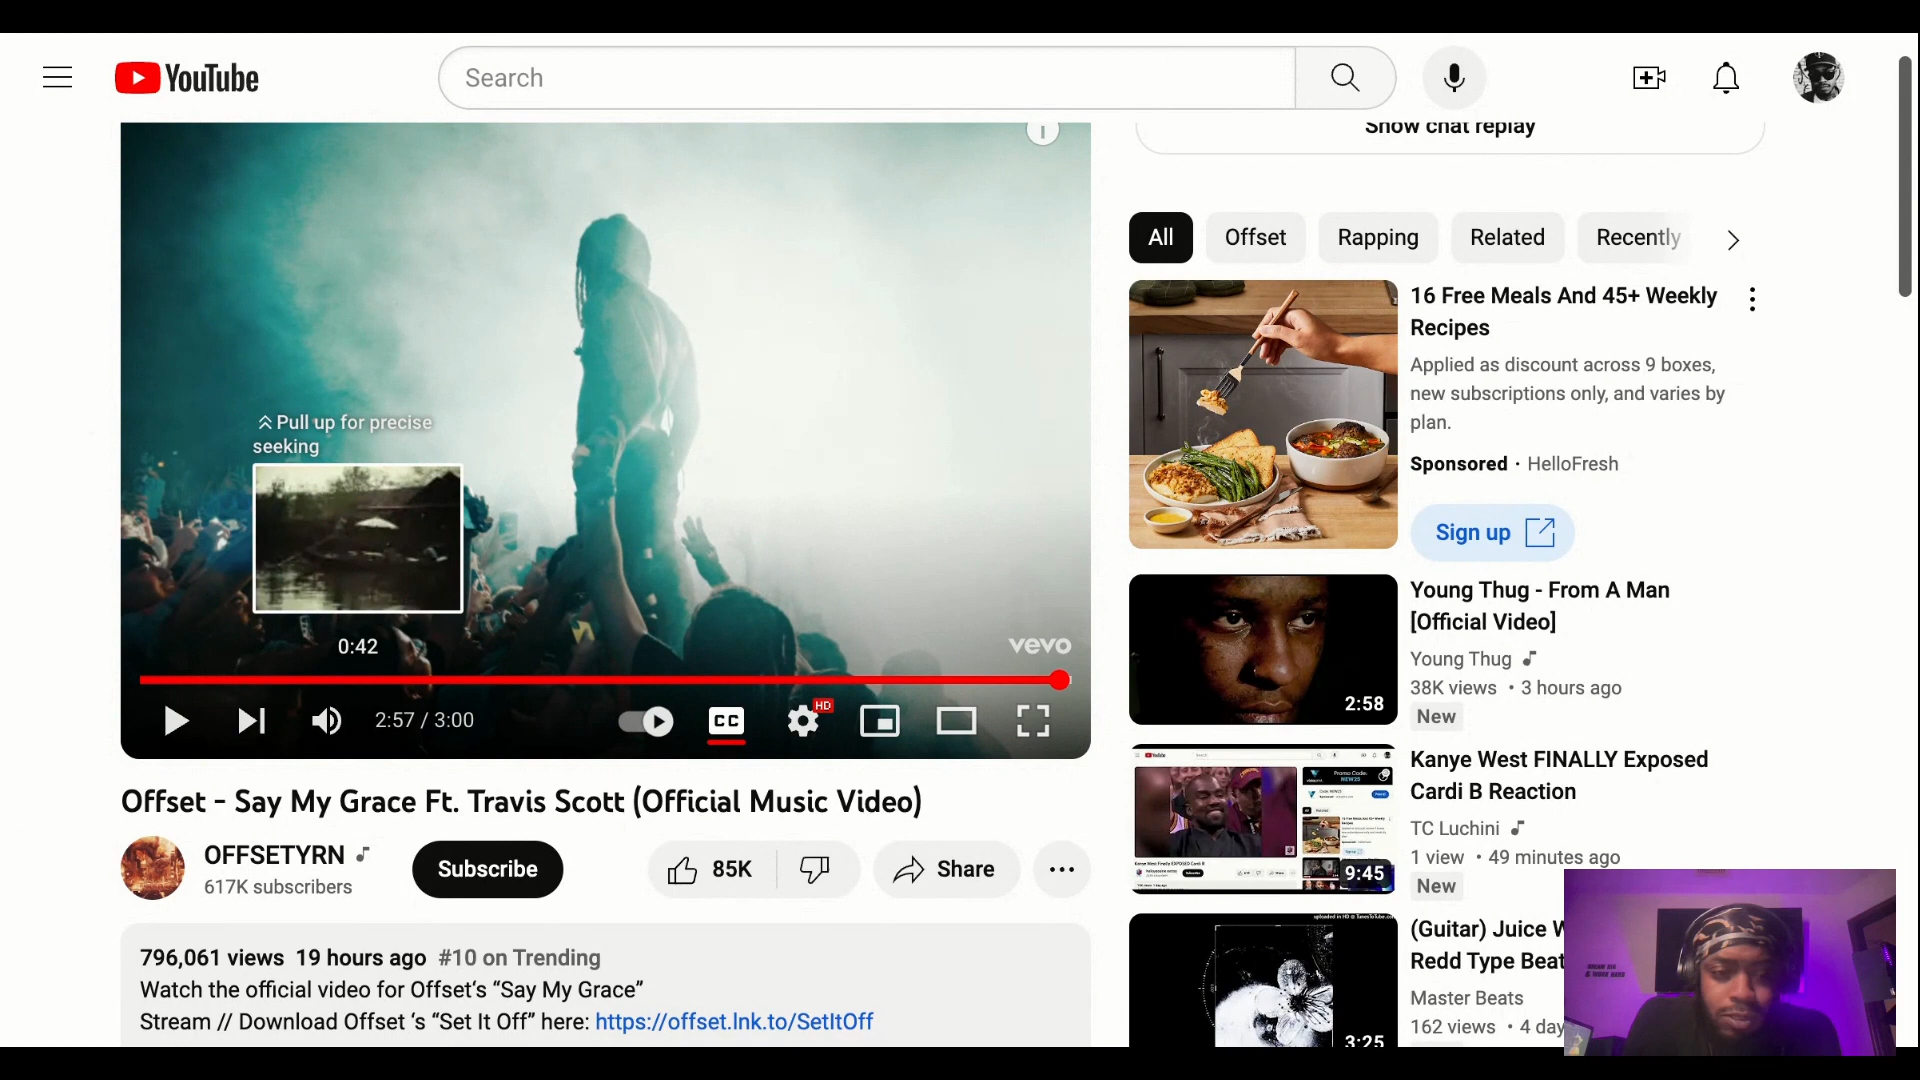 YouTube
Search
Show chat replay
All
Offset
Rapping
Related
Recently
Pull up for precise
seeking
0:42
vevo
2:57 / 3:00
CC
HD
Offset - Say My Grace Ft. Travis Scott (Official Music Video)
OFFSETYRN
617K subscribers
Subscribe
85K
Share
796,061 views 19 hours ago #10 on Trending
Watch the official video for Offset‘s “Say My Grace”
Stream // Download Offset ‘s “Set It Off” here: https://offset.lnk.to/SetItOff
16 Free Meals And 45+ Weekly
Recipes
Applied as discount across 9 boxes,
new subscriptions only, and varies by
plan.
Sponsored · HelloFresh
Sign up
2:58
Young Thug - From A Man
[Official Video]
Young Thug
38K views • 3 hours ago
New
9:45
Kanye West FINALLY Exposed
Cardi B Reaction
TC Luchini
1 view • 49 minutes ago
New
3:25
(Guitar) Juice W
Redd Type Beat
Master Beats
162 views • 4 day